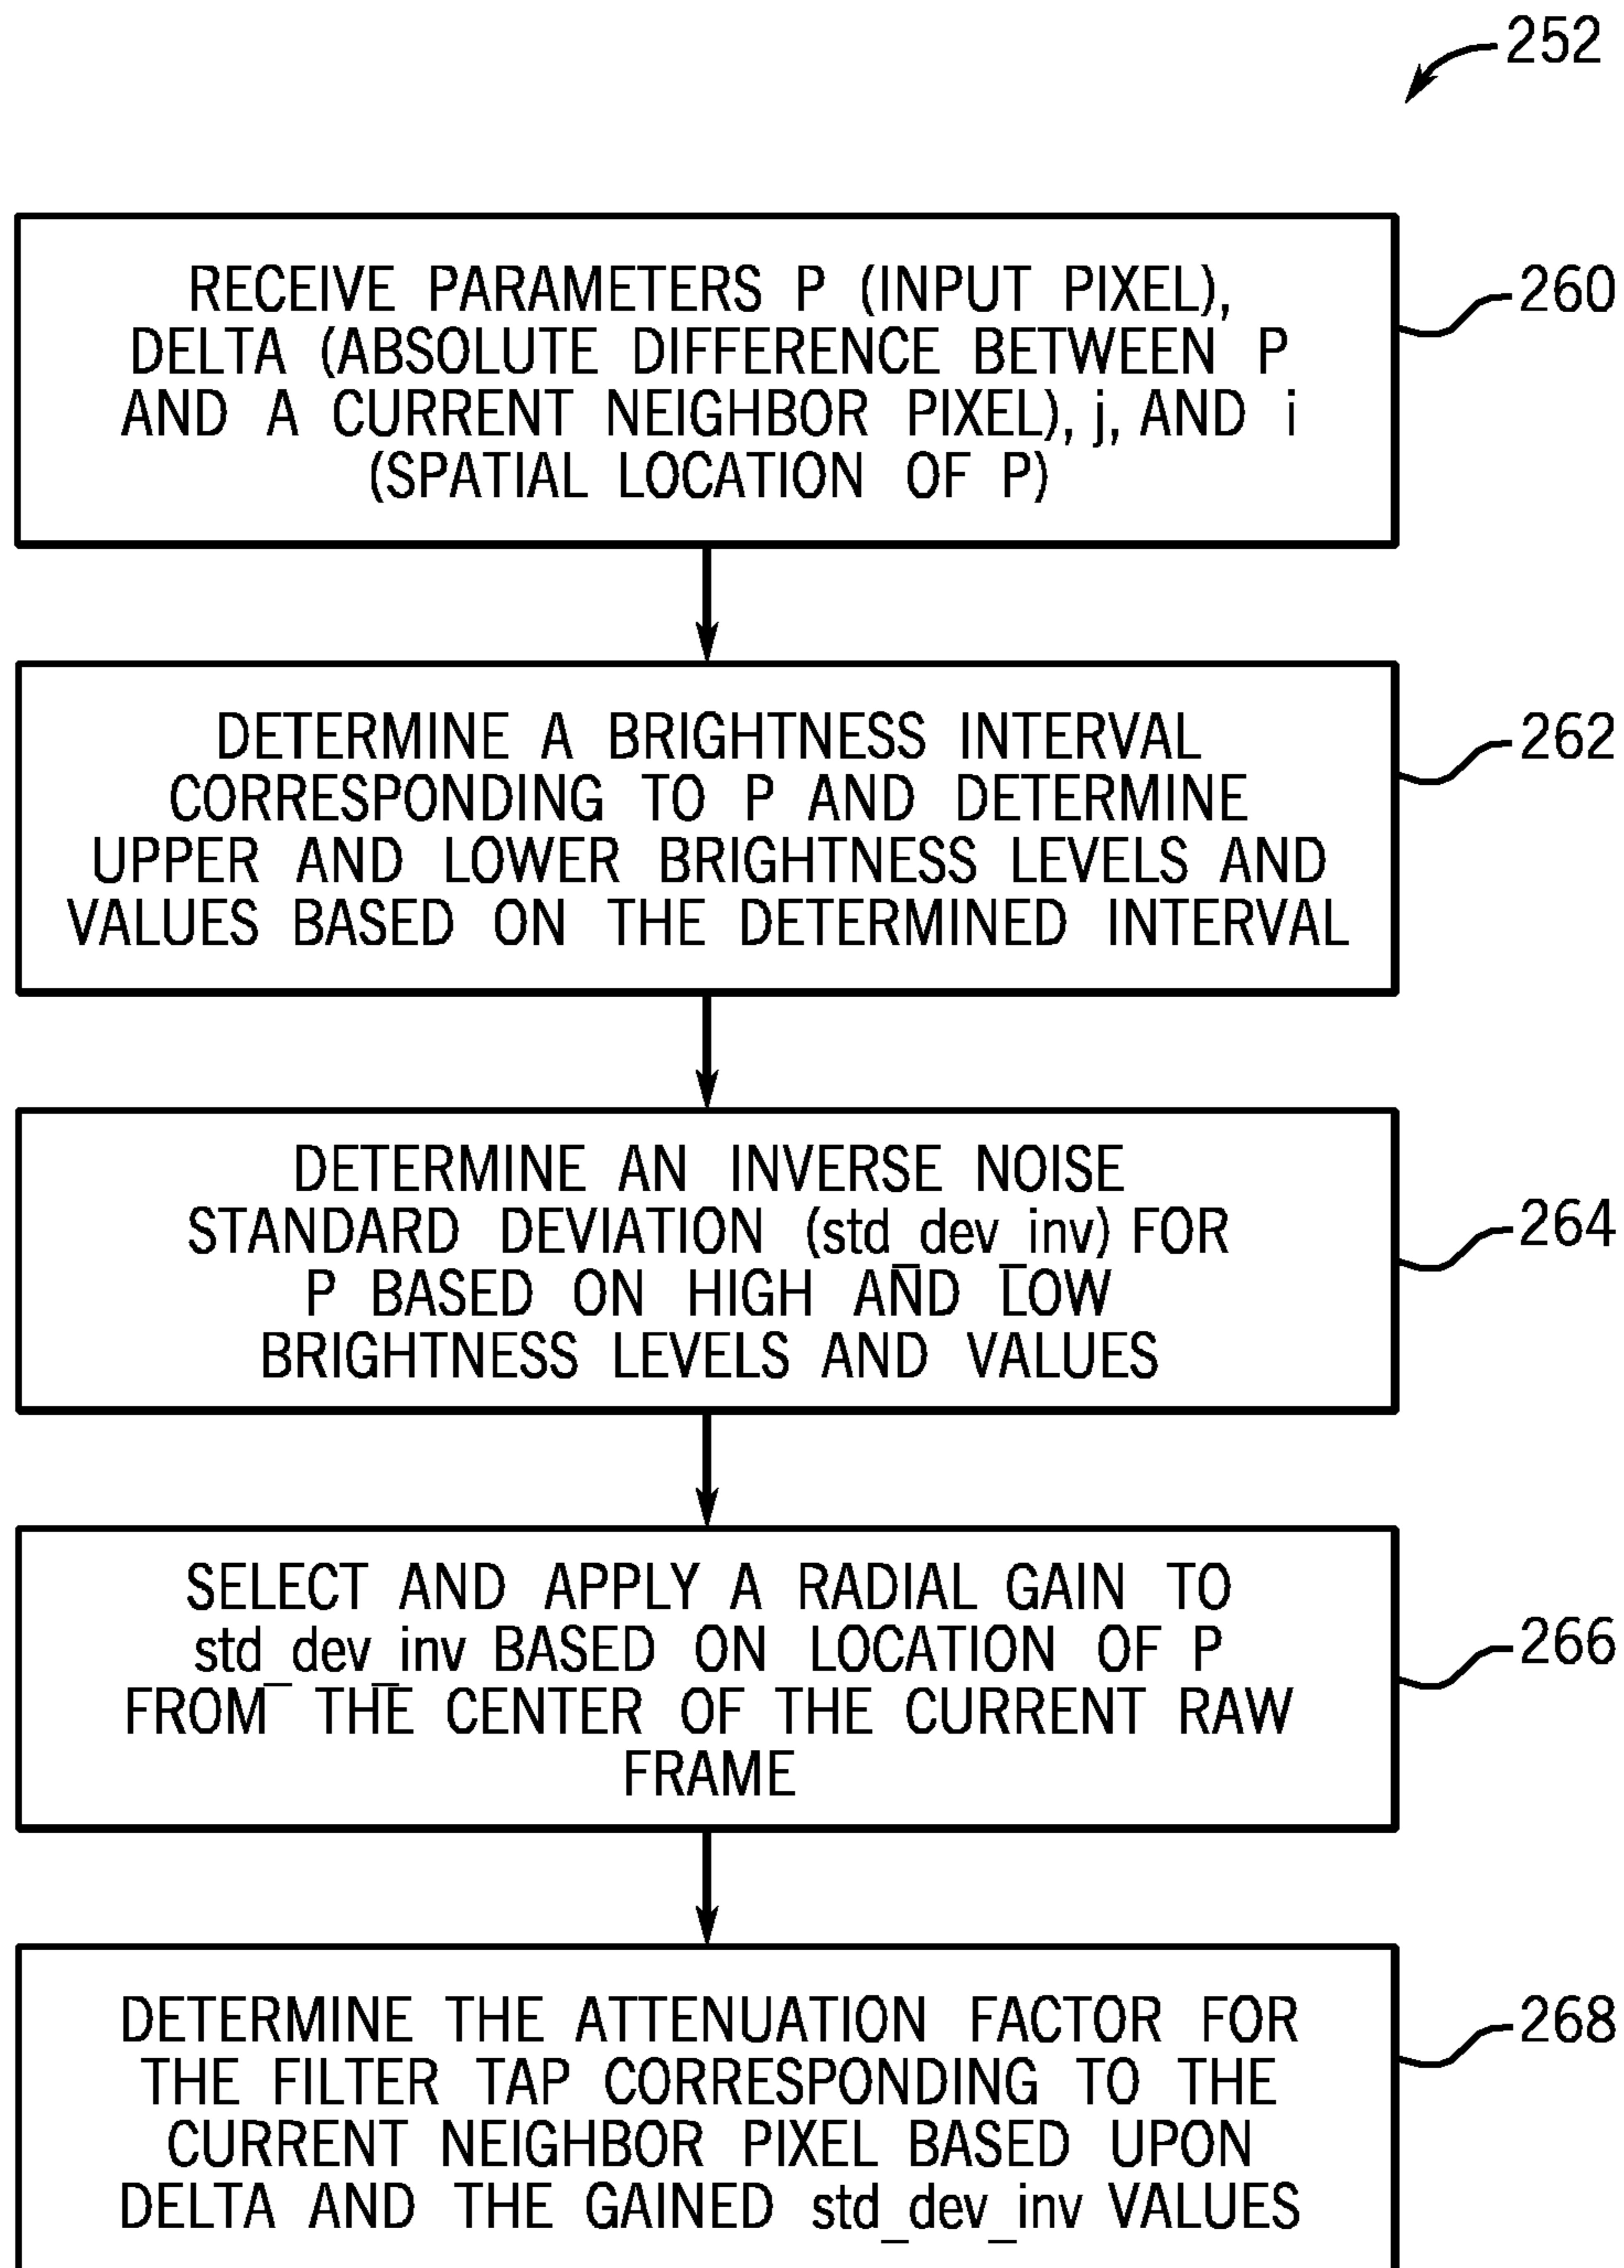 252
RECEIVE PARAMETERS P (INPUT PIXEL),
DELTA (ABSOLUTE DIFFERENCE BETWEEN P
AND A CURRENT NEIGHBOR PIXEL), j, AND i
(SPATIAL LOCATION OF P)
260
DETERMINE A BRIGHTNESS INTERVAL
CORRESPONDING TO P AND DETERMINE
UPPER AND LOWER BRIGHTNESS LEVELS AND
VALUES BASED ON THE DETERMINED INTERVAL
262
DETERMINE AN INVERSE NOISE
STANDARD DEVIATION (std_dev_inv) FOR
P BASED ON HIGH AND LOW
BRIGHTNESS LEVELS AND VALUES
264
SELECT AND APPLY A RADIAL GAIN TO
std_dev_inv BASED ON LOCATION OF P
FROM THE CENTER OF THE CURRENT RAW
FRAME
266
DETERMINE THE ATTENUATION FACTOR FOR
THE FILTER TAP CORRESPONDING TO THE
CURRENT NEIGHBOR PIXEL BASED UPON
DELTA AND THE GAINED std_dev_inv VALUES
268